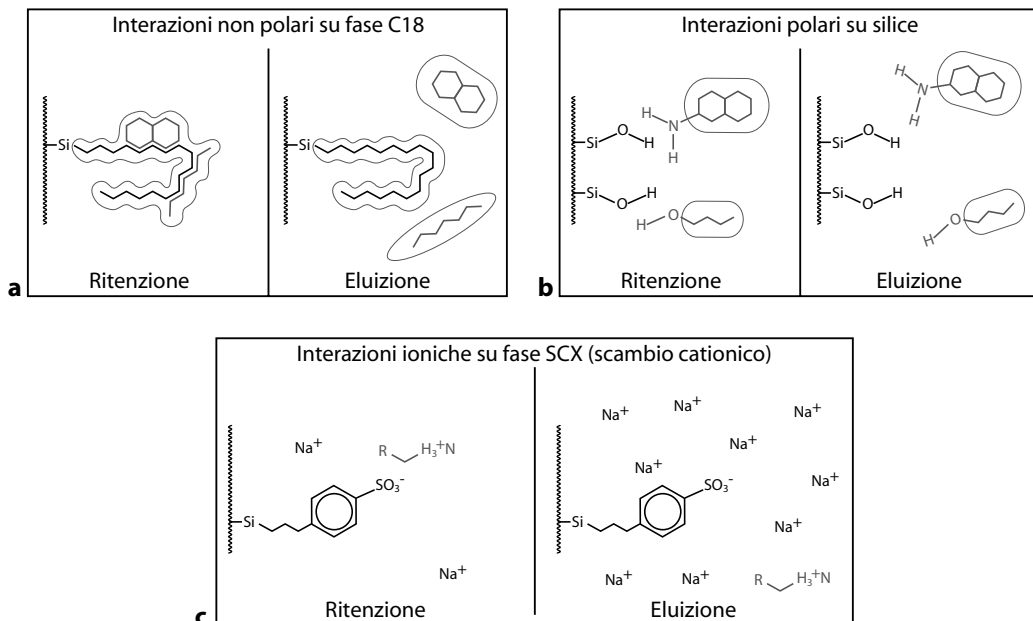 Interazioni non polari su fase C18
Si
Ritenzione
Eluizione
Si
a
Interazioni polari su silice
H
N
H
Si
O
H
Si
O
H
H
O
Ritenzione
H
N
H
Si
O
H
Si
O
H
H
O
Eluizione
b
Interazioni ioniche su fase SCX (scambio cationico)
Na+
R
H3+N
SO3-
Si
Na+
Ritenzione
Na+
Na+
Na+
Na+
Na+
SO3-
Na+
Si
Na+
Na+
Na+
R
H3+N
Eluizione
c